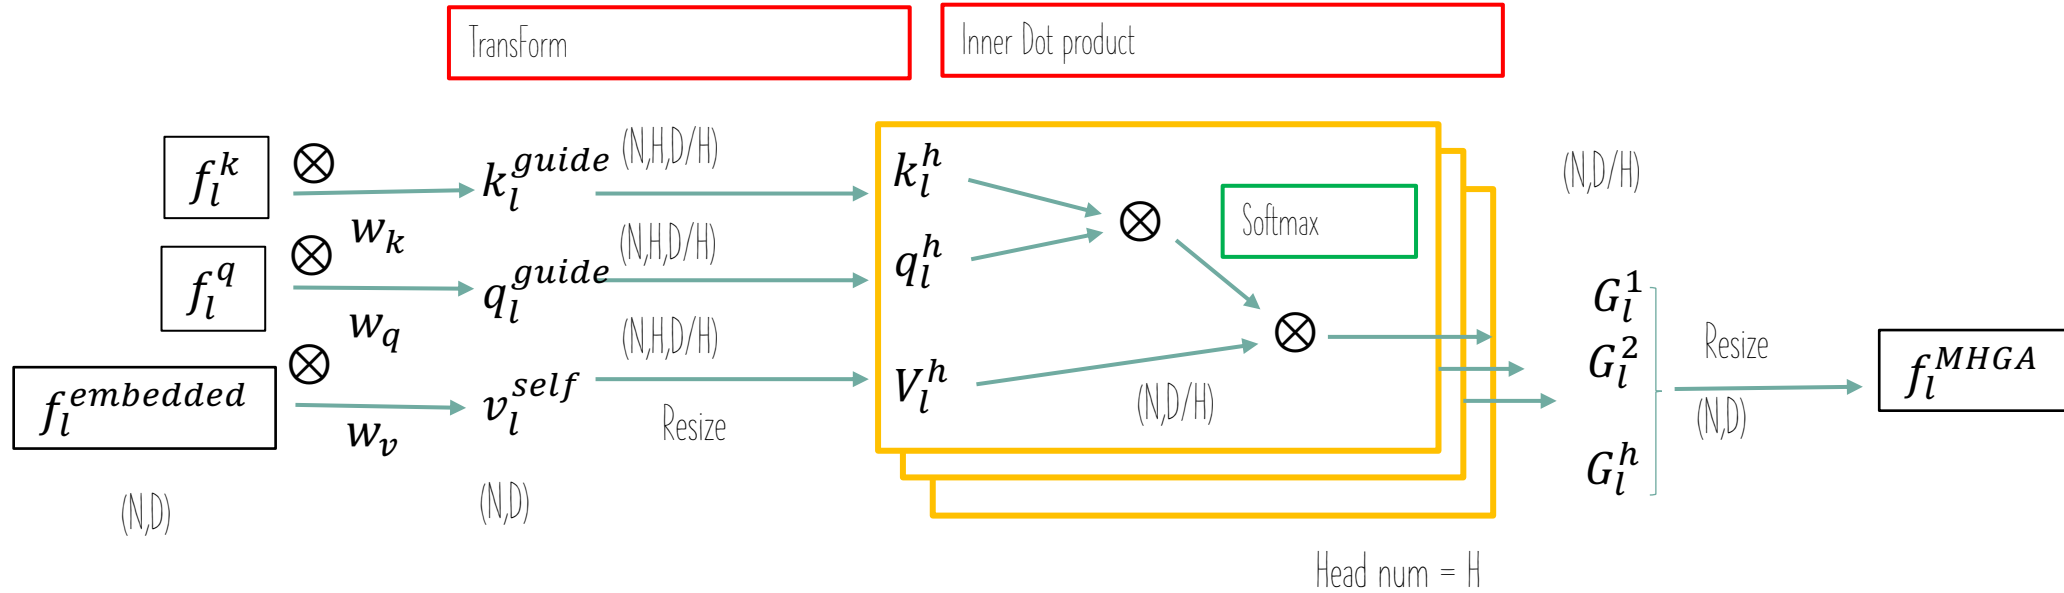 TransForm
Inner Dot product
f_l^k ⊗ w_k k_l^{guide} (N,H,D/H) k_l^h
f_l^q ⊗ w_q q_l^{guide} (N,H,D/H) q_l^h
f_l^{embedded} ⊗ w_v v_l^{self} (N,H,D/H) V_l^h
Resize
(N,D)
(N,D)
⊗
Softmax
⊗
(N,D/H)
Head num = H
(N,D/H)
G_l^1
G_l^2
G_l^h
Resize
(N,D)
f_l^{MHGA}